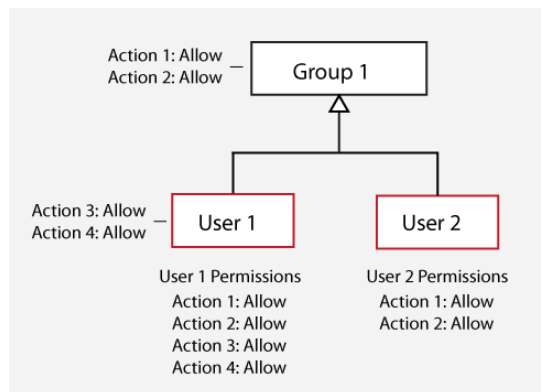 Action 1: Allow
Action 2: Allow
Group 1
Action 3: Allow
Action 4: Allow
User 1
User 2
User 1 Permissions
Action 1: Allow
Action 2: Allow
Action 3: Allow
Action 4: Allow
User 2 Permissions
Action 1: Allow
Action 2: Allow